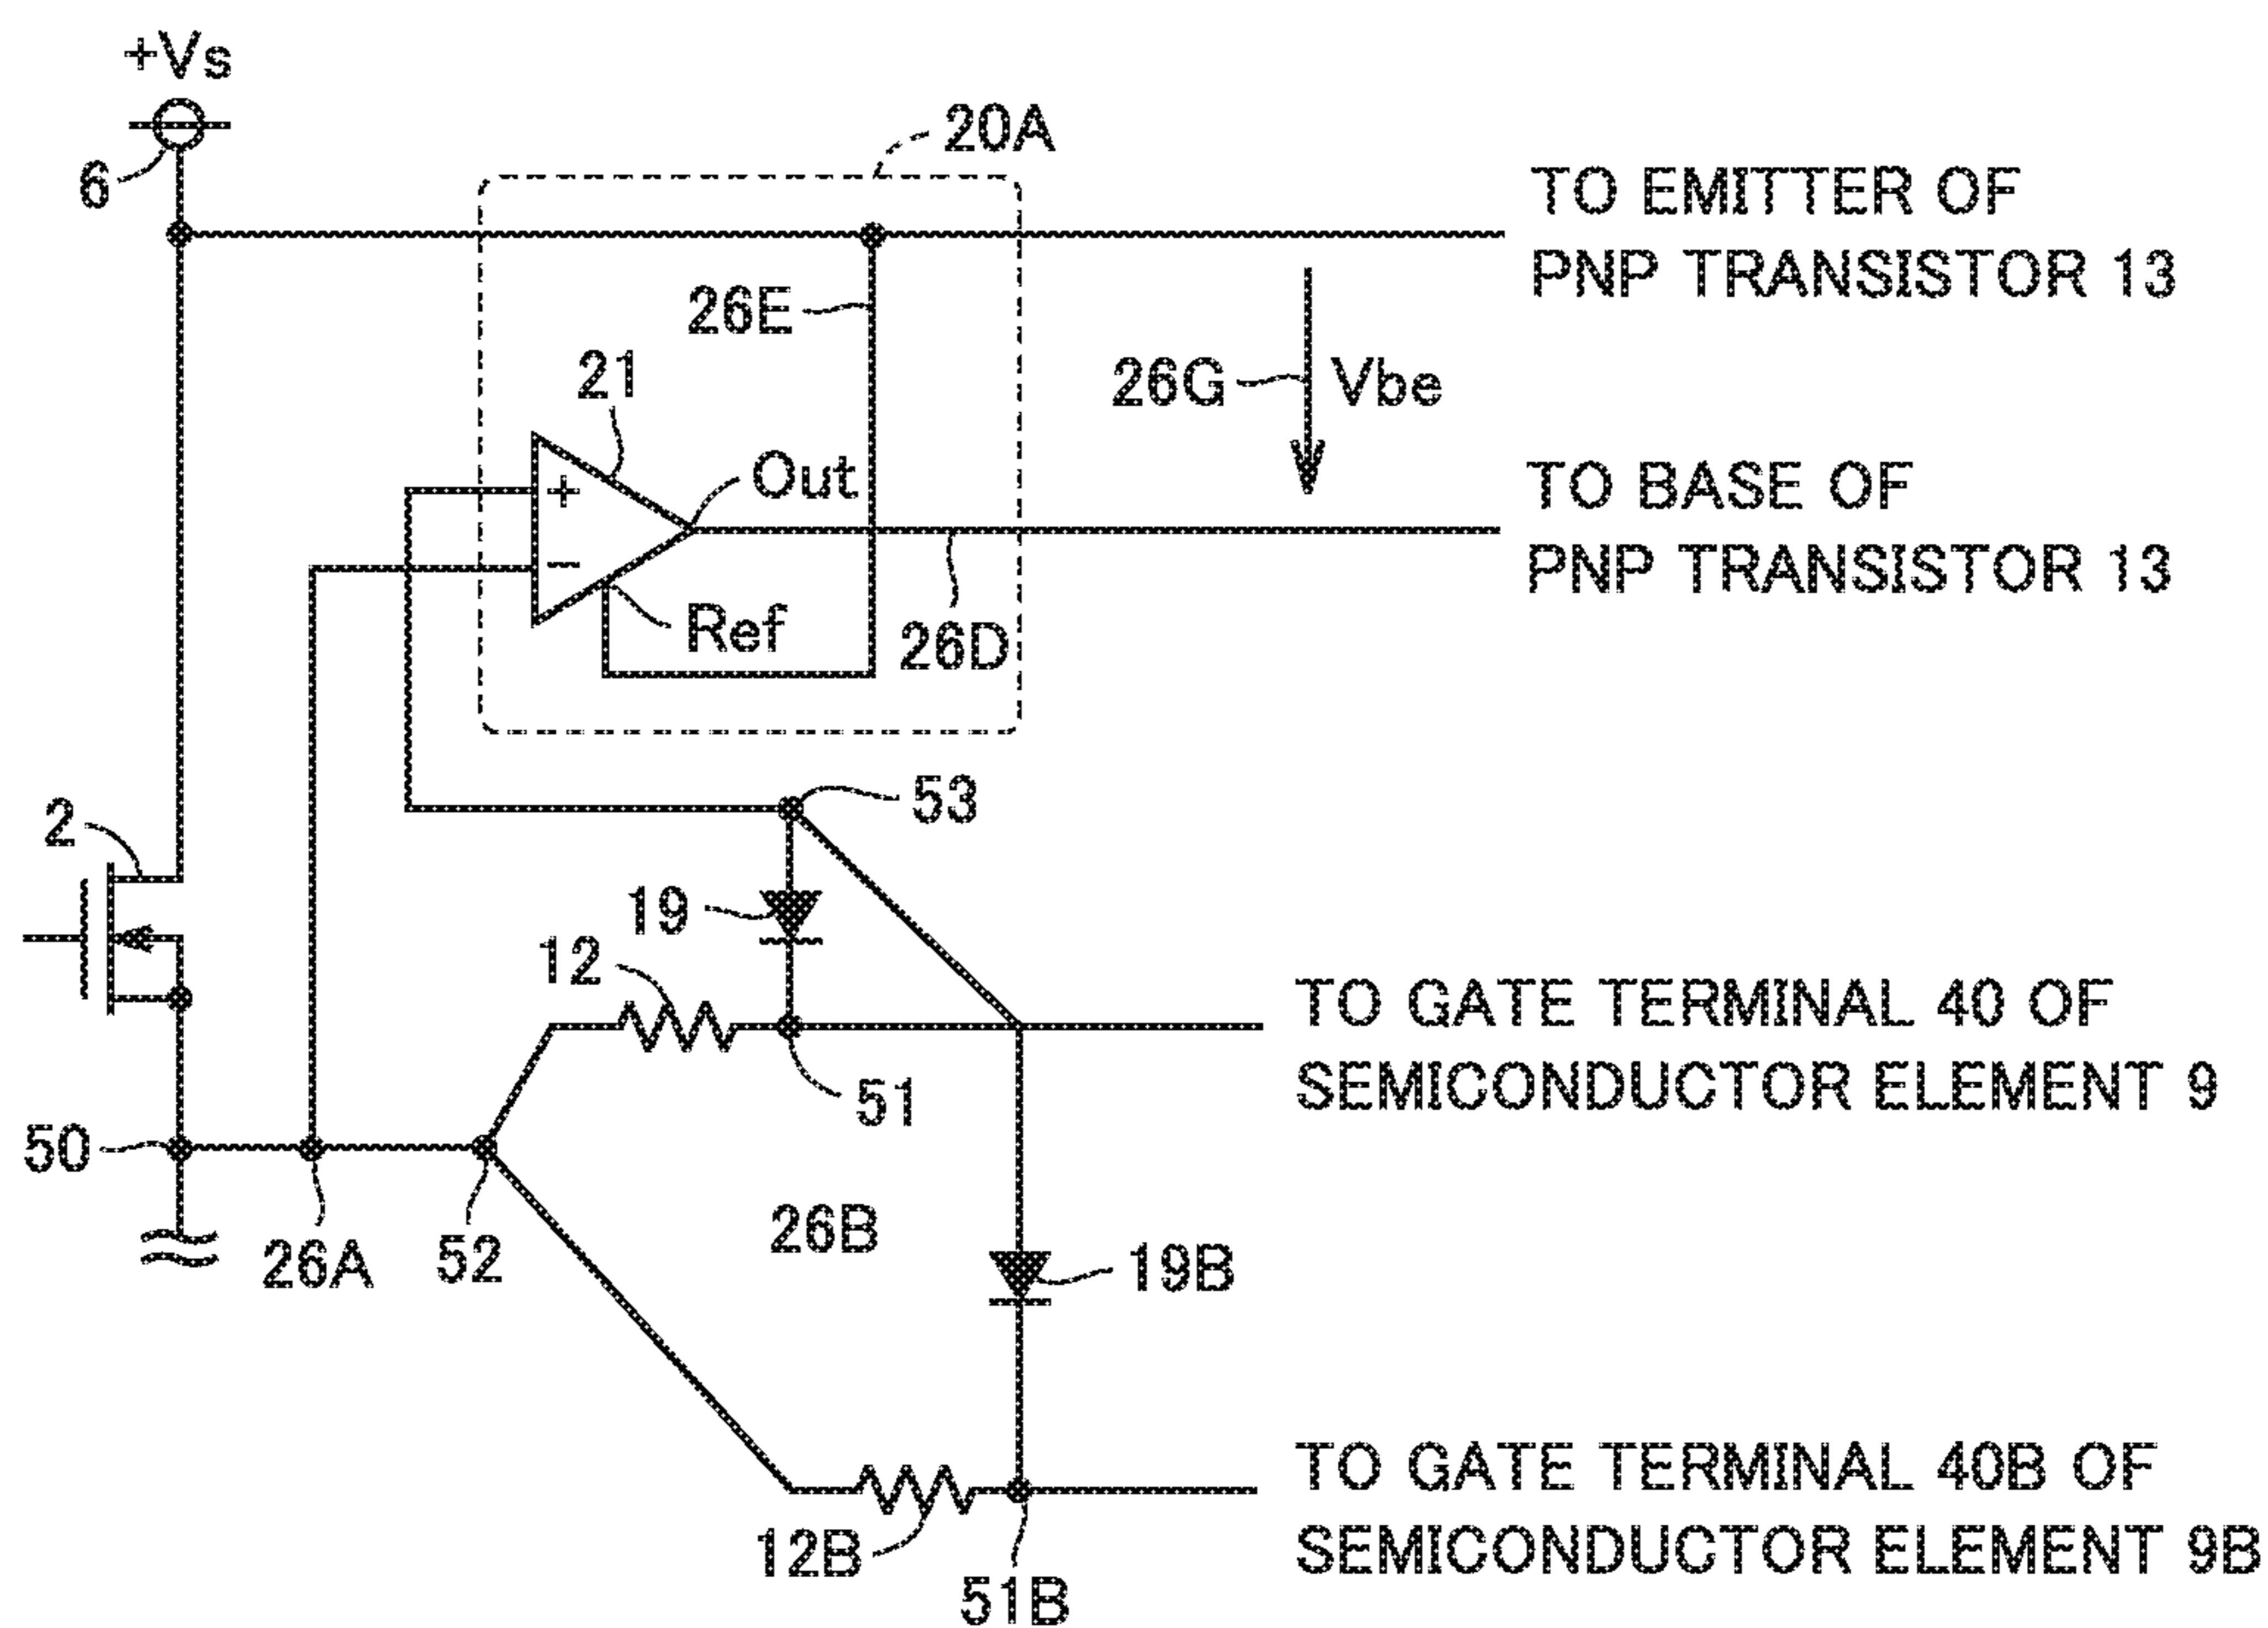 +Vs
6
20A
TO EMITTER OF
PNP TRANSISTOR 13
26E
21
26G
Vbe
+
Out
TO BASE OF
PNP TRANSISTOR 13
−
Ref
26D
53
2
19
12
TO GATE TERMINAL 40 OF
SEMICONDUCTOR ELEMENT 9
51
50
26A
52
26B
19B
TO GATE TERMINAL 40B OF
SEMICONDUCTOR ELEMENT 9B
12B
51B